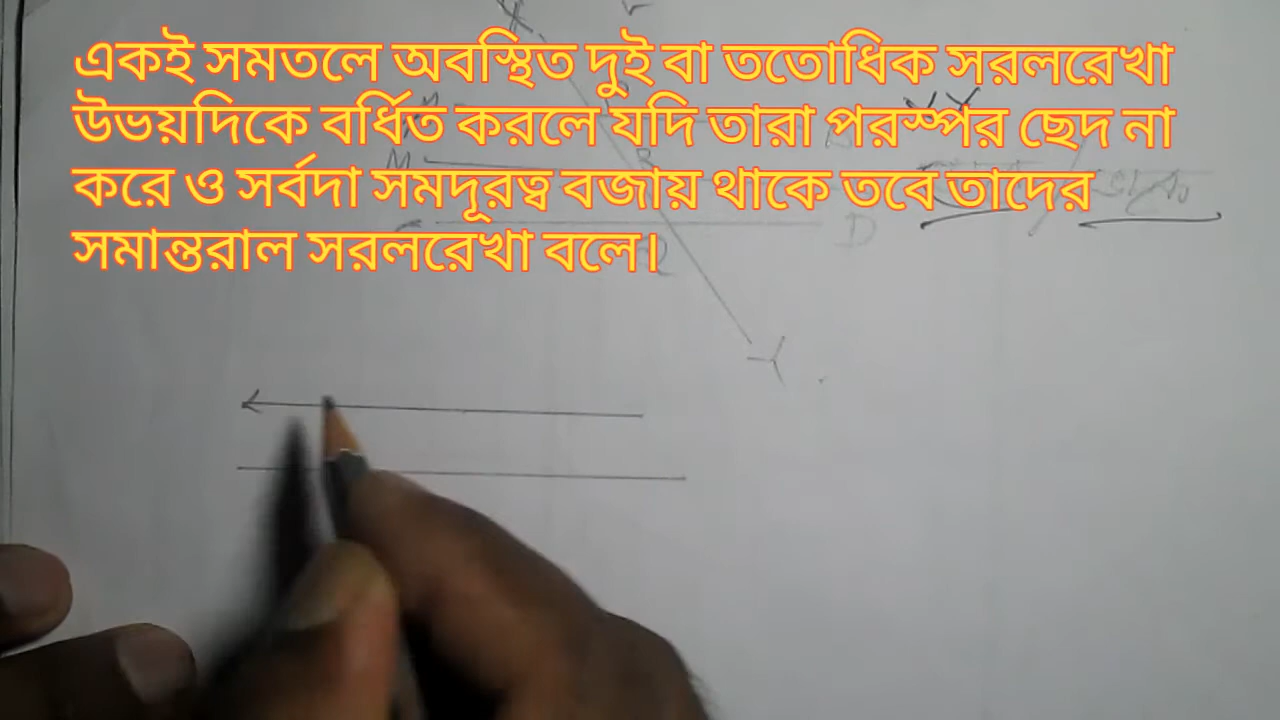 একই সমতলে অবস্থিত দুই বা ততোধিক সরলরেখা
উভয়দিকে বর্ধিত করলে যদি তারা পরস্পর ছেদ না
করে ও সর্বদা সমদূরত্ব বজায় থাকে তবে তাদের
সমান্তরাল সরলরেখা বলে।
M
R
D
Y